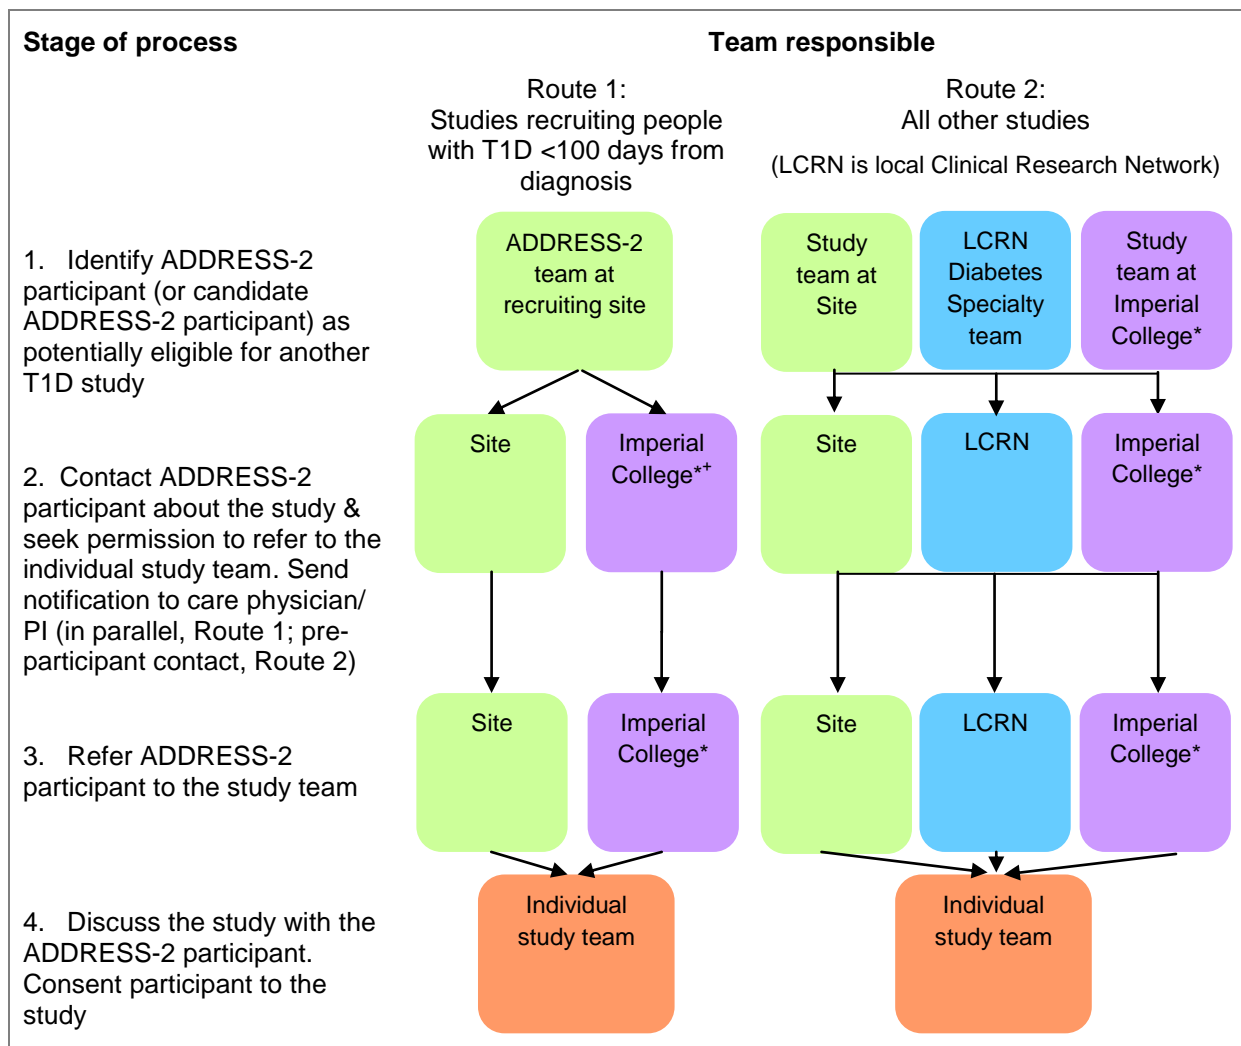 Stage of process
Team responsible
Route 1:
Studies recruiting people
with T1D <100 days from
diagnosis
Route 2:
All other studies
(LCRN is local Clinical Research Network)
1. Identify ADDRESS-2
participant (or candidate
ADDRESS-2 participant) as
potentially eligible for another
T1D study
ADDRESS-2
team at
recruiting site
Study
team at
Site
LCRN
Diabetes
Specialty
team
Study
team at
Imperial
College*
2. Contact ADDRESS-2
participant about the study &
seek permission to refer to the
individual study team. Send
notification to care physician/
PI (in parallel, Route 1; pre-
participant contact, Route 2)
Site
Imperial
College*⁺
Site
LCRN
Imperial
College*
3. Refer ADDRESS-2
participant to the study team
Site
Imperial
College*
Site
LCRN
Imperial
College*
4. Discuss the study with the
ADDRESS-2 participant.
Consent participant to the
study
Individual
study team
Individual
study team